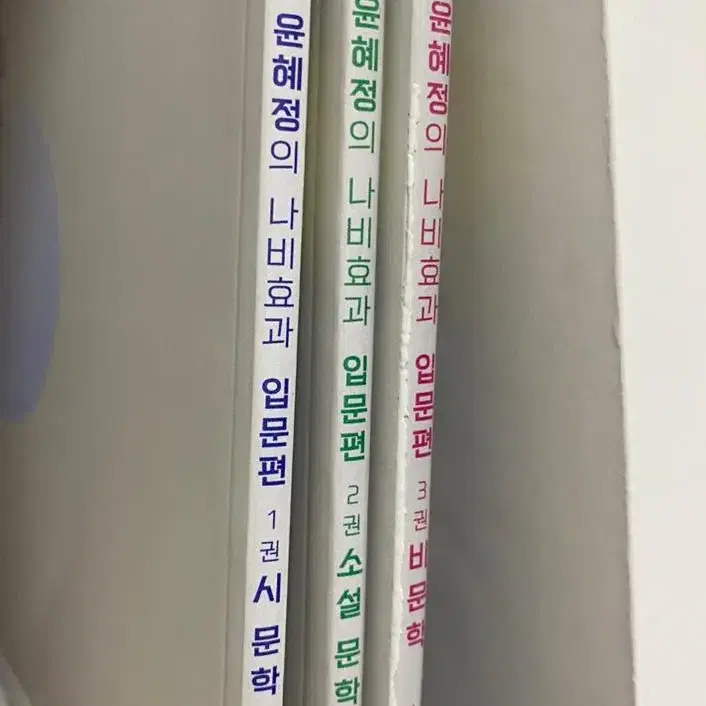 윤혜정의 나비효과 입문편 1권 시 문학
윤혜정의 나비효과 입문편 2권 소설 문학
윤혜정의 나비효과 입문편 3권 비문학